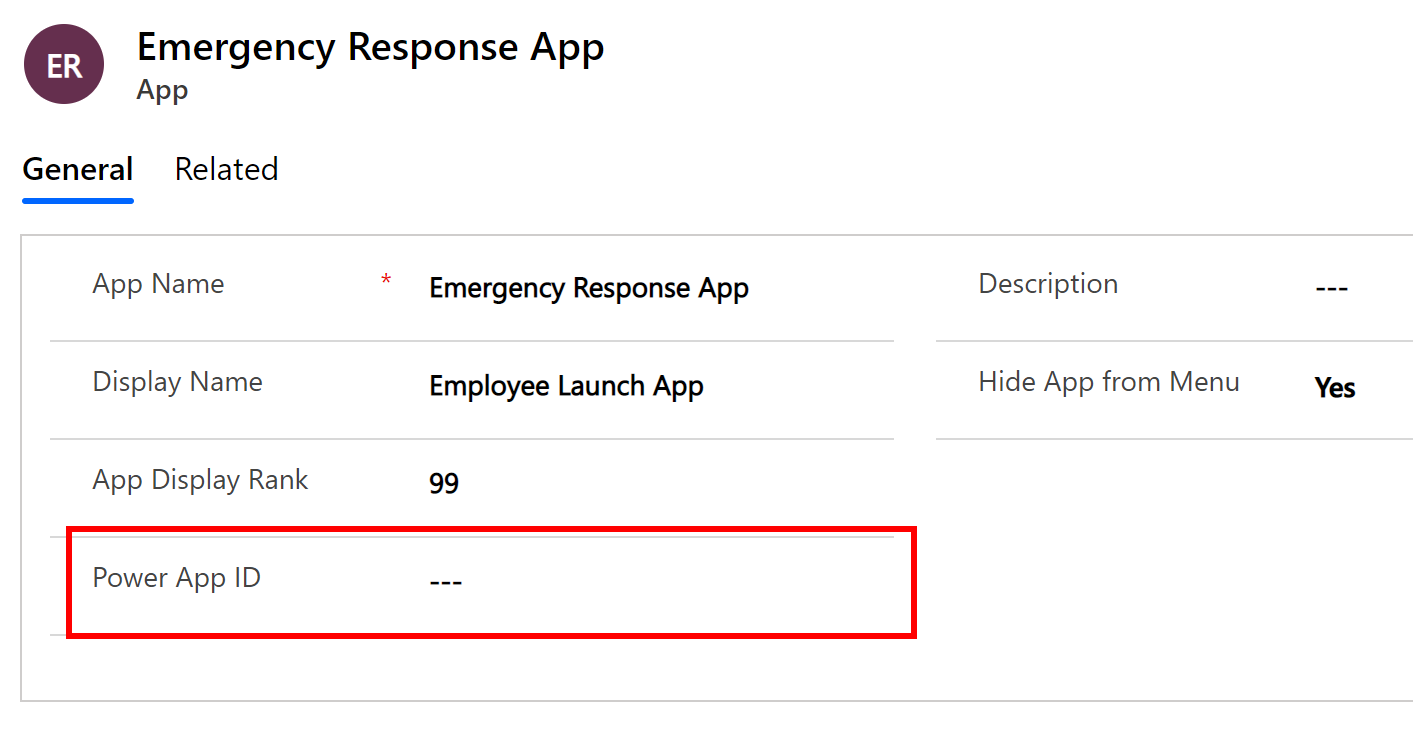 ER
Emergency Response App
App
General Related
App Name * Emergency Response App
Description ---
Display Name Employee Launch App
Hide App from Menu Yes
App Display Rank 99
Power App ID ---